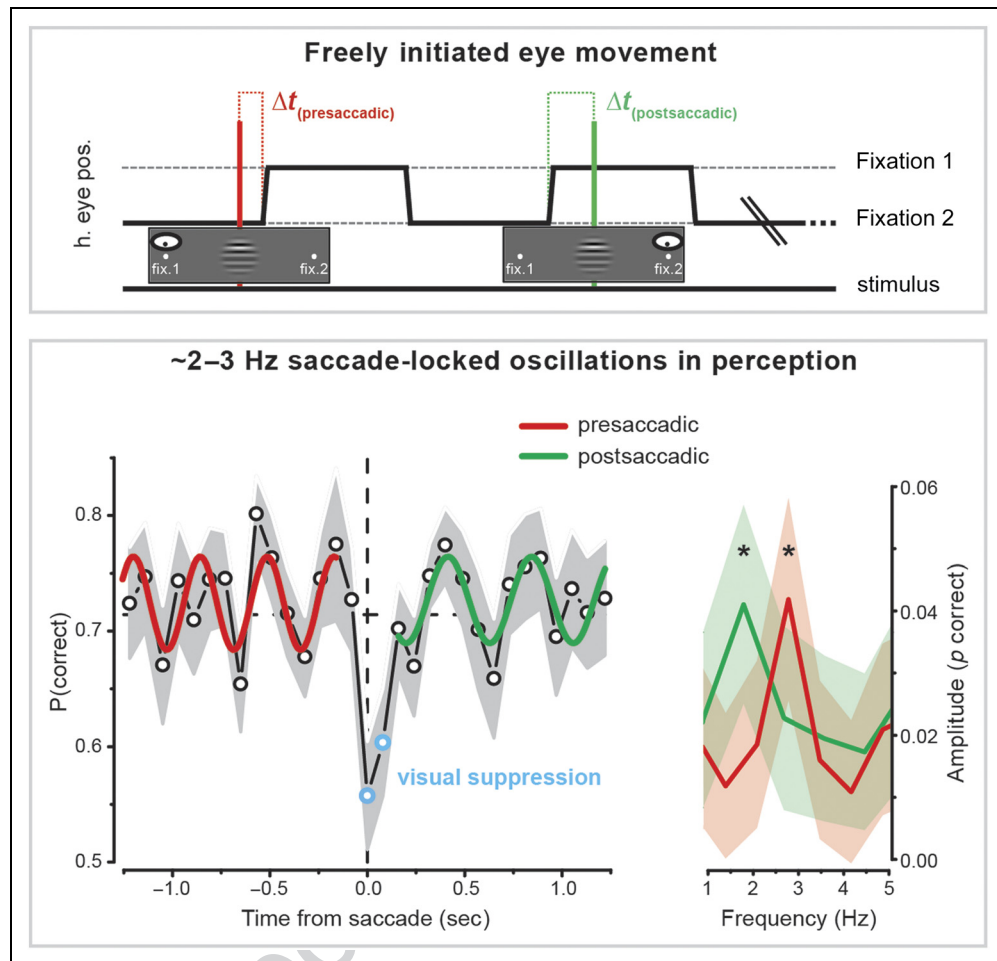 Freely initiated eye movement
Δt(presaccadic)
Δt(postsaccadic)
h. eye pos.
Fixation 1
Fixation 2
fix.1
fix.2
fix.1
fix.2
stimulus
~2–3 Hz saccade-locked oscillations in perception
presaccadic
postsaccadic
P(correct)
0.8
0.7
0.6
0.5
visual suppression
−1.0
−0.5
0.0
0.5
1.0
Time from saccade (sec)
*
*
0.06
0.04
0.02
0.00
Amplitude (p correct)
1
2
3
4
5
Frequency (Hz)